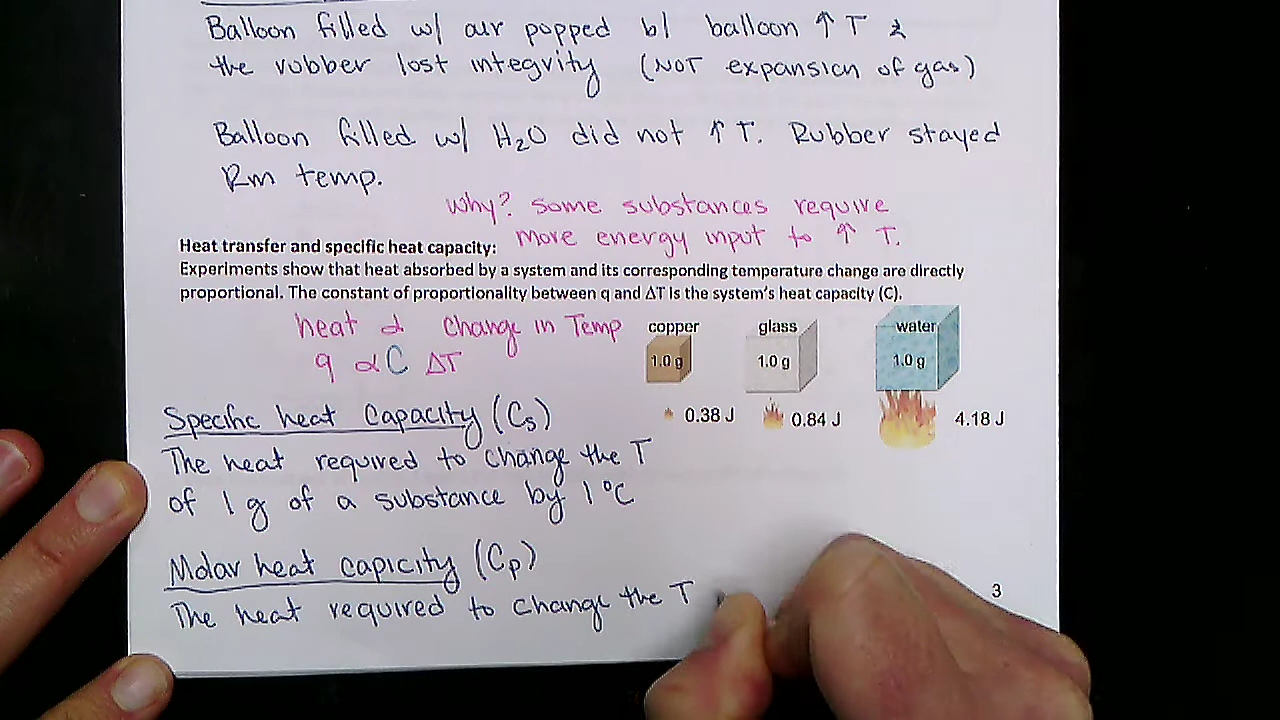 Balloon filled w/ air popped b/ balloon ↑ T &
the rubber lost integrity (NOT expansion of gas)
Balloon filled w/ H₂O did not ↑ T. Rubber stayed
Rm temp.
Why? some substances require
more energy input to ↑ T.
Heat transfer and specific heat capacity:
Experiments show that heat absorbed by a system and its corresponding temperature change are directly
proportional. The constant of proportionality between q and ΔT is the system's heat capacity (C).
heat α change in Temp
q α C ΔT
copper
glass
water
1.0 g
1.0 g
1.0 g
0.38 J
0.84 J
4.18 J
Specific heat Capacity (Cs)
The heat required to change the T
of 1 g of a substance by 1 °C
Molar heat capicity (Cp)
The heat required to change the T
3